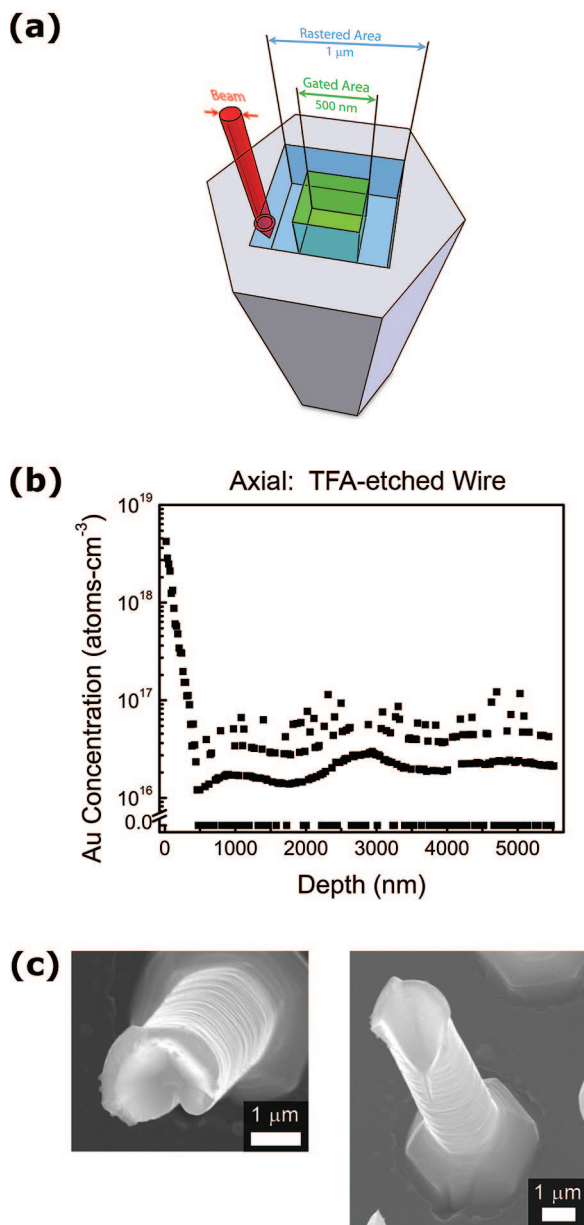 (a)
Rastered Area
1 μm
Gated Area
500 nm
Beam
(b)
Axial: TFA-etched Wire
Au Concentration (atoms-cm⁻³)
10¹⁹
10¹⁸
10¹⁷
10¹⁶
0.0
0 1000 2000 3000 4000 5000
Depth (nm)
(c)
1 μm
1 μm